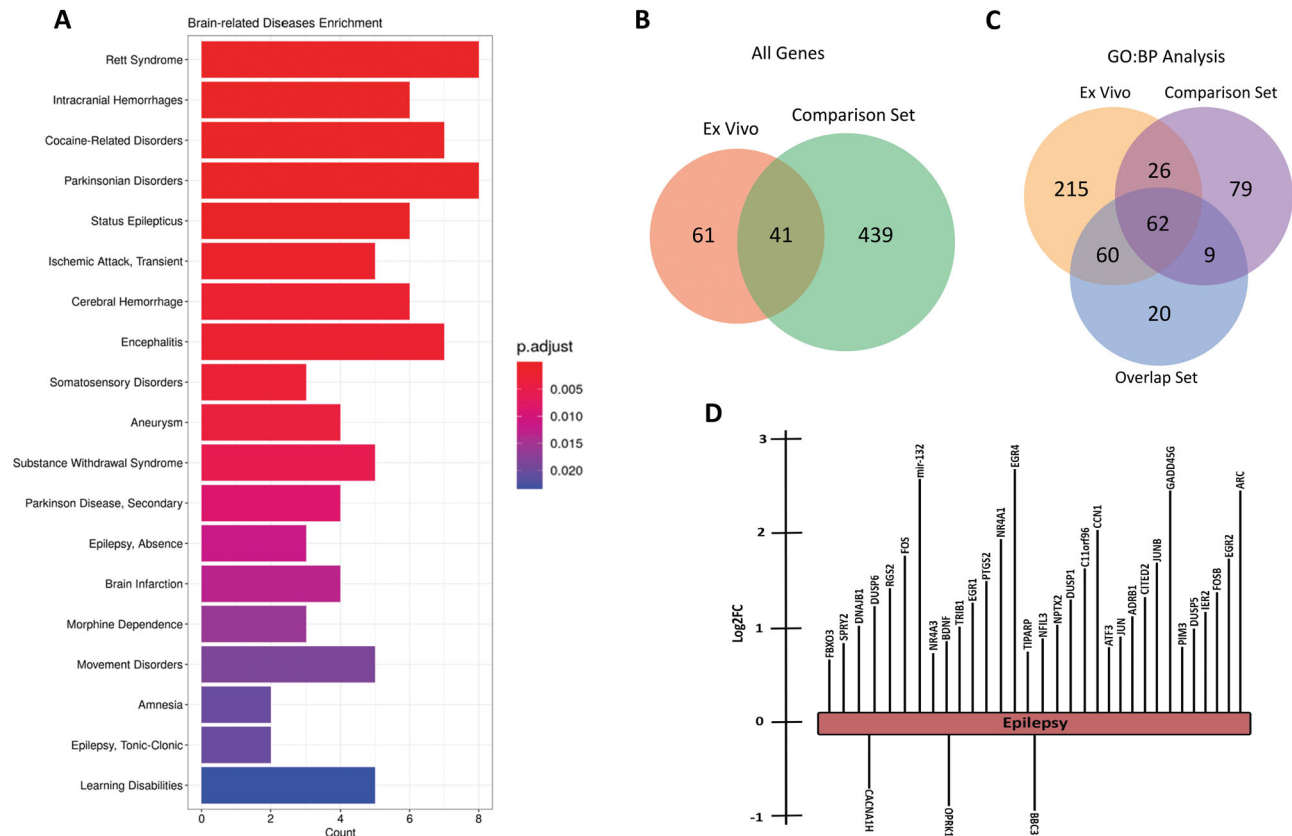 A
Brain-related Diseases Enrichment
Rett Syndrome
Intracranial Hemorrhages
Cocaine-Related Disorders
Parkinsonian Disorders
Status Epilepticus
Ischemic Attack, Transient
Cerebral Hemorrhage
Encephalitis
Somatosensory Disorders
Aneurysm
Substance Withdrawal Syndrome
Parkinson Disease, Secondary
Epilepsy, Absence
Brain Infarction
Morphine Dependence
Movement Disorders
Amnesia
Epilepsy, Tonic-Clonic
Learning Disabilities
0 2 4 6 8
Count
p.adjust
0.005
0.010
0.015
0.020
B
All Genes
Ex Vivo
Comparison Set
61 41 439
C
GO:BP Analysis
Ex Vivo
Comparison Set
215 26 79
62
60 9
20
Overlap Set
D
3
2
1
0
-1
Log2FC
FBXO3
SPRY2
DNAJB1
DUSP6
RGS2
FOS
mir-132
NR4A3
BDNF
TRIB1
EGR1
PTGS2
NR4A1
EGR4
TIPARP
NFIL3
NPTX2
DUSP1
C11orf96
CCN1
ATF3
JUN
ADRB1
CITED2
JUNB
GADD45G
PIM3
DUSP5
IER2
FOSB
EGR2
ARC
Epilepsy
CACNA1H
OPRK1
BBC3